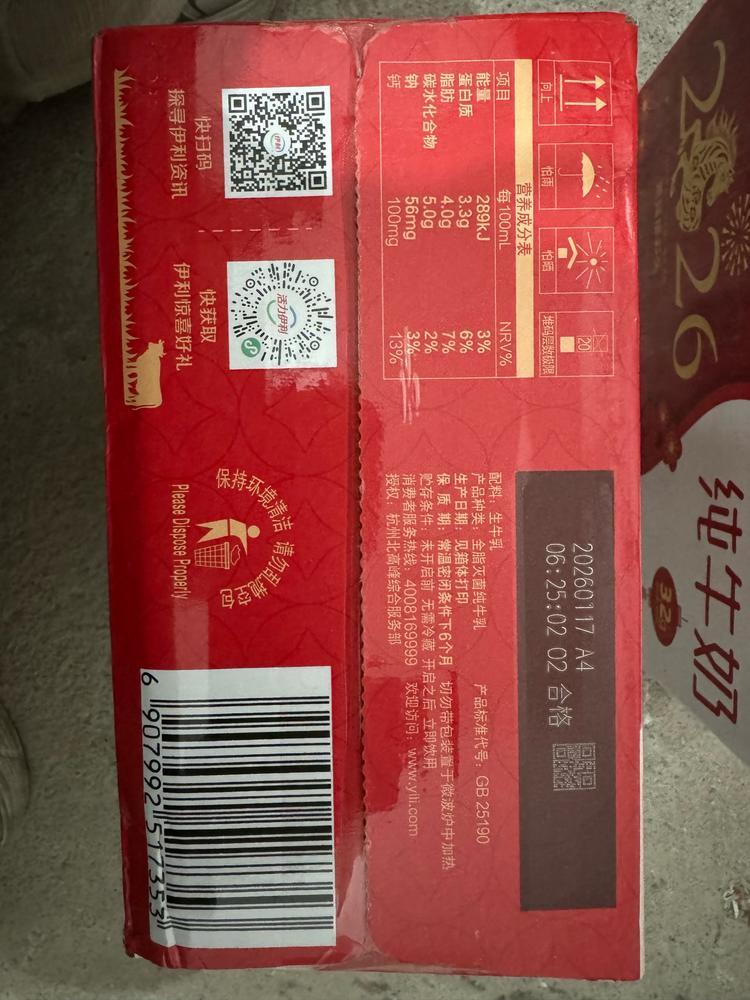 向上
怕雨
怕晒
20
堆码层数极限
营养成分表
项目 每100mL NRV%
能量 289kJ 3%
蛋白质 3.3g 6%
脂肪 4.0g 7%
碳水化合物 5.0g 2%
钠 56mg 3%
钙 100mg 13%
20260117 A4
06:25:02 02 合格
配料：生牛乳
产品种类：全脂灭菌纯牛乳 产品标准代号：GB 25190
生产日期：见箱体打印
保质期：常温密闭条件下6个月 切勿带包装置于微波炉中加热
贮存条件：未开启前 无需冷藏 开启之后 立即饮用
消费者服务热线：4008169999 欢迎访问：www.yili.com
授权：杭州北高峰综合服务部
快扫码
探寻伊利资讯
伊利
快获取
伊利惊喜好礼
活力伊利
保持环境清洁 请勿乱丢
Please Dispose Properly
6 907992 517353
2026
纯牛奶
3.2